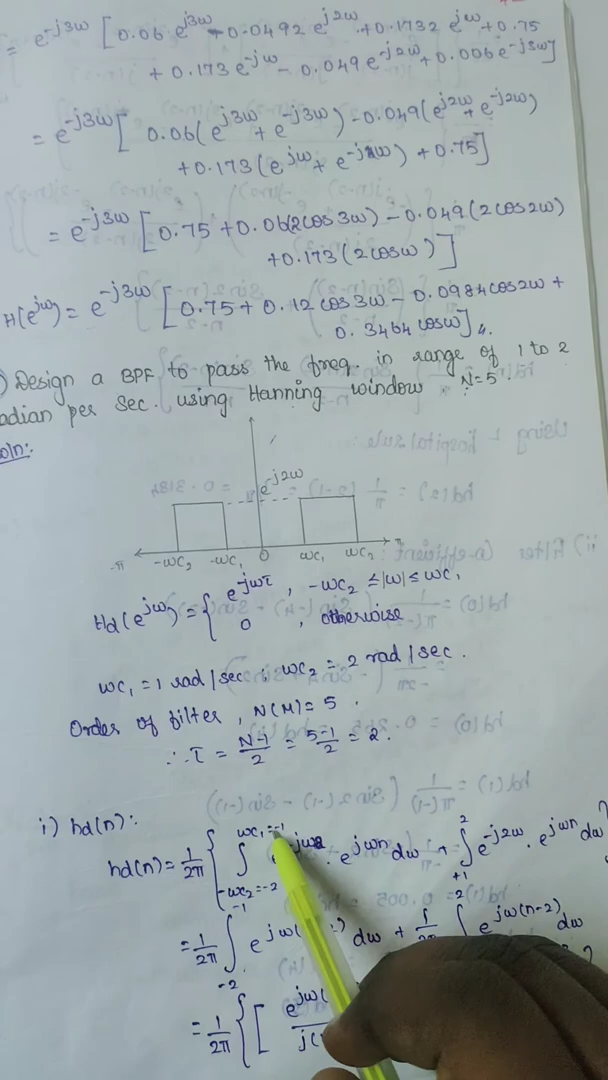 = e^-j3ω [0.06 e^j3ω - 0.0492 e^j2ω + 0.1732 e^jω + 0.75
+ 0.173 e^-jω - 0.049 e^-j2ω + 0.006 e^-j3ω]
= e^-j3ω [ 0.06(e^j3ω + e^-j3ω) - 0.049(e^j2ω + e^-j2ω)
+ 0.173(e^jω + e^-jω) + 0.75]
= e^-j3ω [0.75 + 0.06(2cos3ω) - 0.049(2cos2ω)
+ 0.173(2cosω)]
H(e^jω) = e^-j3ω [0.75 + 0.12 cos3ω - 0.0984 cos2ω +
0.3464 cosω]
) Design a BPF to pass the freq. in range of 1 to 2
adian per sec. using Hanning window N=5.
oln:
e^-j2ω
-π -ωc2 -ωc1 0 ωc1 ωc2 π
Hd(e^jω) = { e^-jωτ , -ωc2 ≤ |ω| ≤ ωc1
0 , otherwise
ωc1 = 1 rad/sec ; ωc2 = 2 rad/sec.
Order of filter, N(M) = 5.
∴ τ = N-1/2 = 5-1/2 = 2.
i) hd(n):
hd(n) = 1/2π { ∫ -ωc2=-2 ωc1=-1 e^-jω2 . e^jωn dω + ∫ +1 2 e^-j2ω . e^jωn dω }
= 1/2π ∫ -2 -1 e^jω( dω + 1/2π ∫ 2 e^jω(n-2) dω
= 1/2π { [ e^jω( / j(